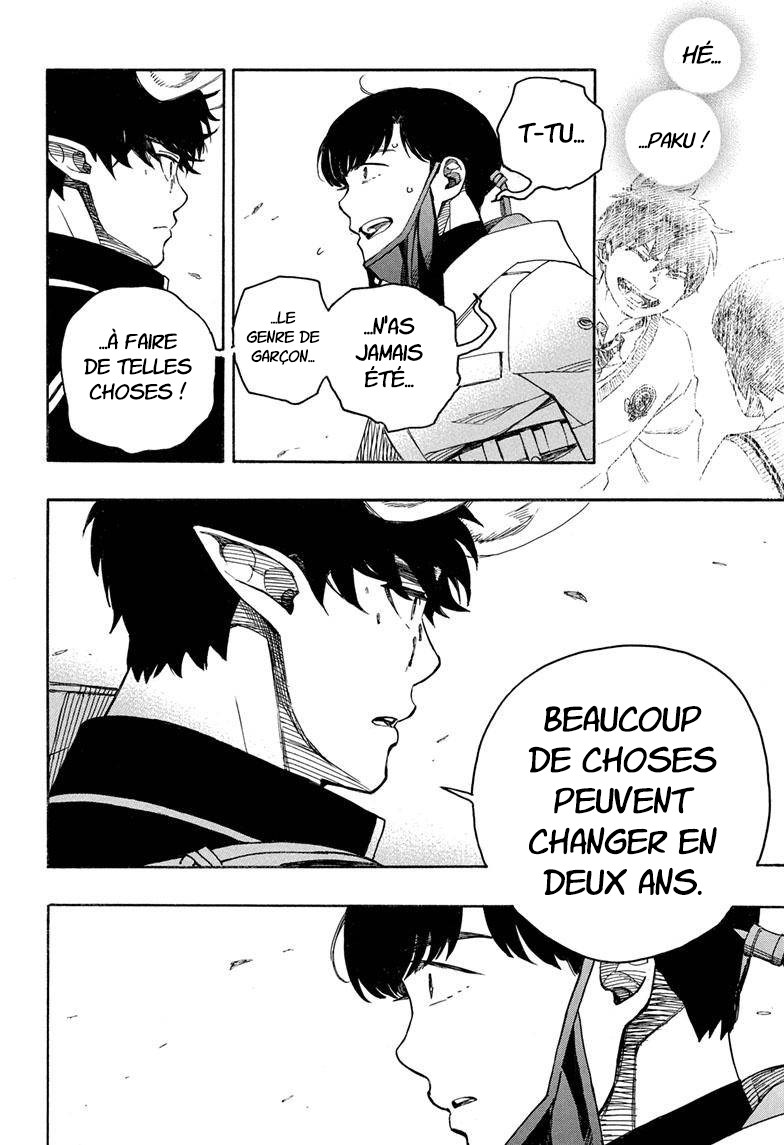 HÉ...
...PAKU !
T-TU...
...N'AS
JAMAIS
ÉTÉ...
...LE
GENRE DE
GARÇON...
...À FAIRE
DE TELLES
CHOSES !
BEAUCOUP
DE CHOSES
PEUVENT
CHANGER EN
DEUX ANS.